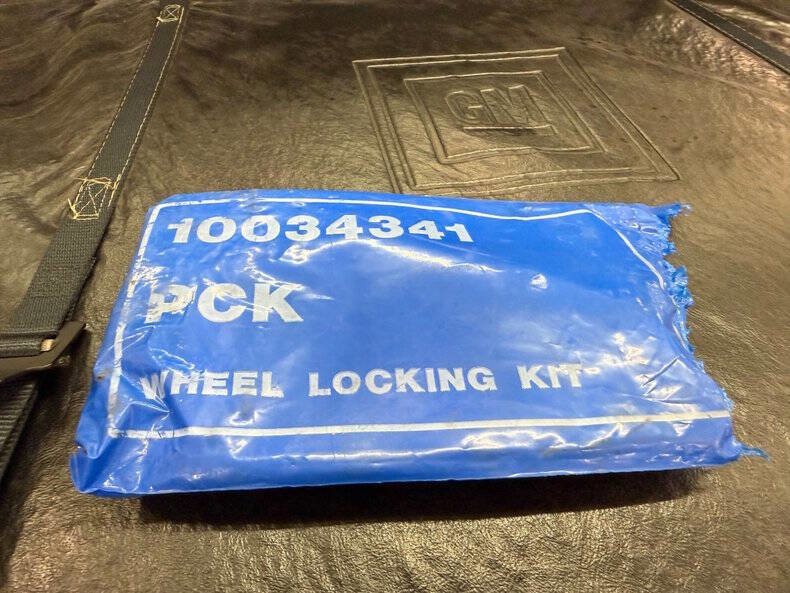 GM
10034341
PCK
WHEEL LOCKING KIT